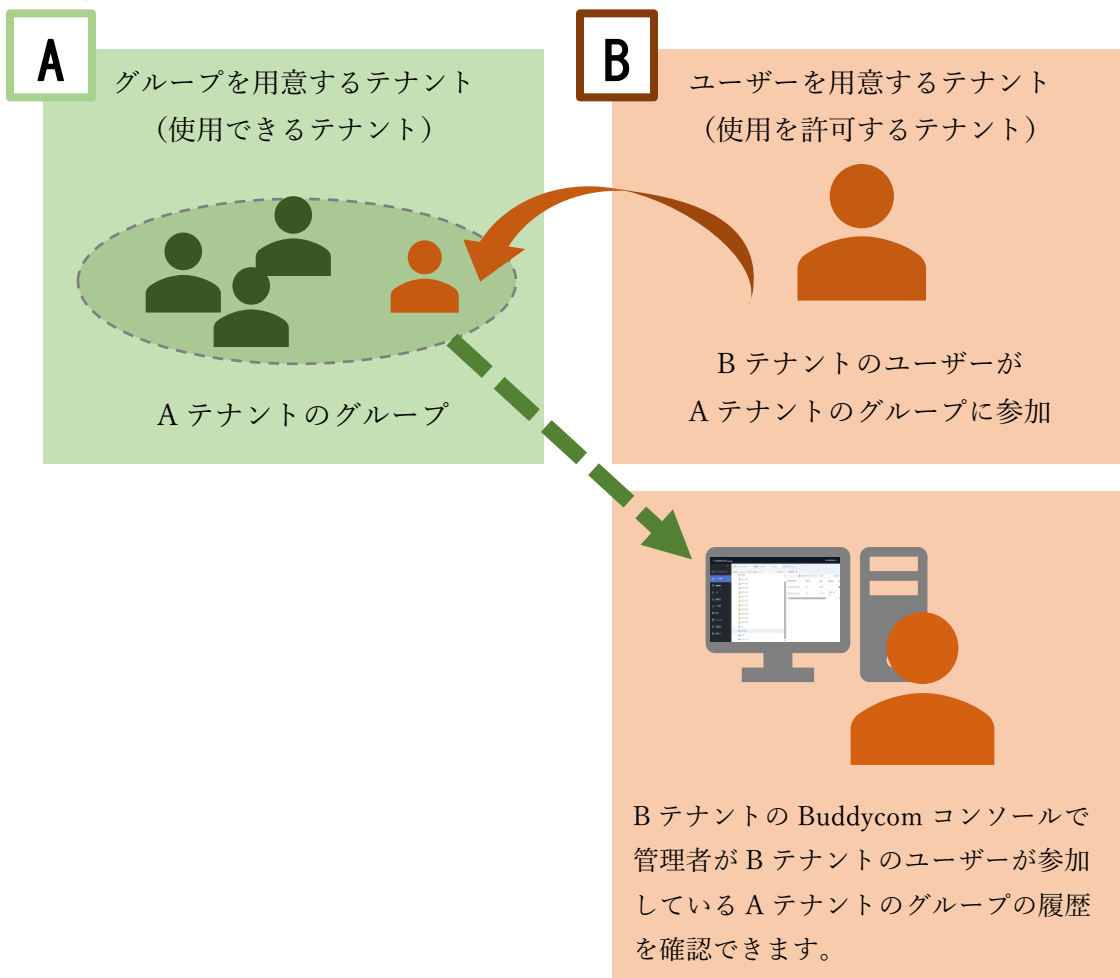 A
グループを用意するテナント
（使用できるテナント）
A テナントのグループ
B
ユーザーを用意するテナント
（使用を許可するテナント）
B テナントのユーザーが
A テナントのグループに参加
B テナントの Buddycom コンソールで
管理者が B テナントのユーザーが参加
している A テナントのグループの履歴
を確認できます。